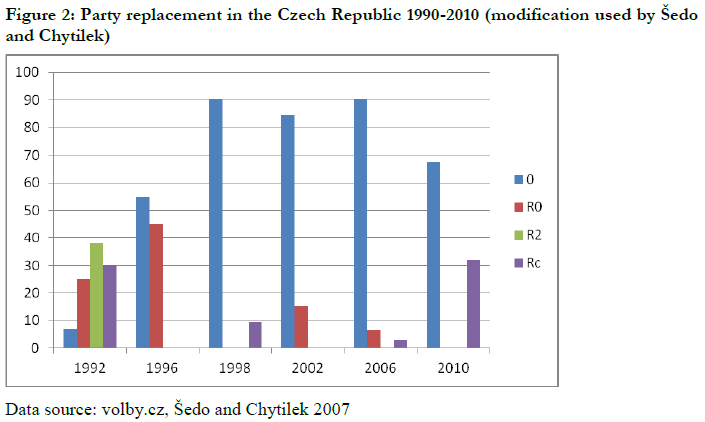 Figure 2: Party replacement in the Czech Republic 1990-2010 (modification used by Šedo
and Chytilek)
100
90
80
70
60
50
40
30
20
10
0
1992 1996 1998 2002 2006 2010
0
R0
R2
Rc
Data source: volby.cz, Šedo and Chytilek 2007